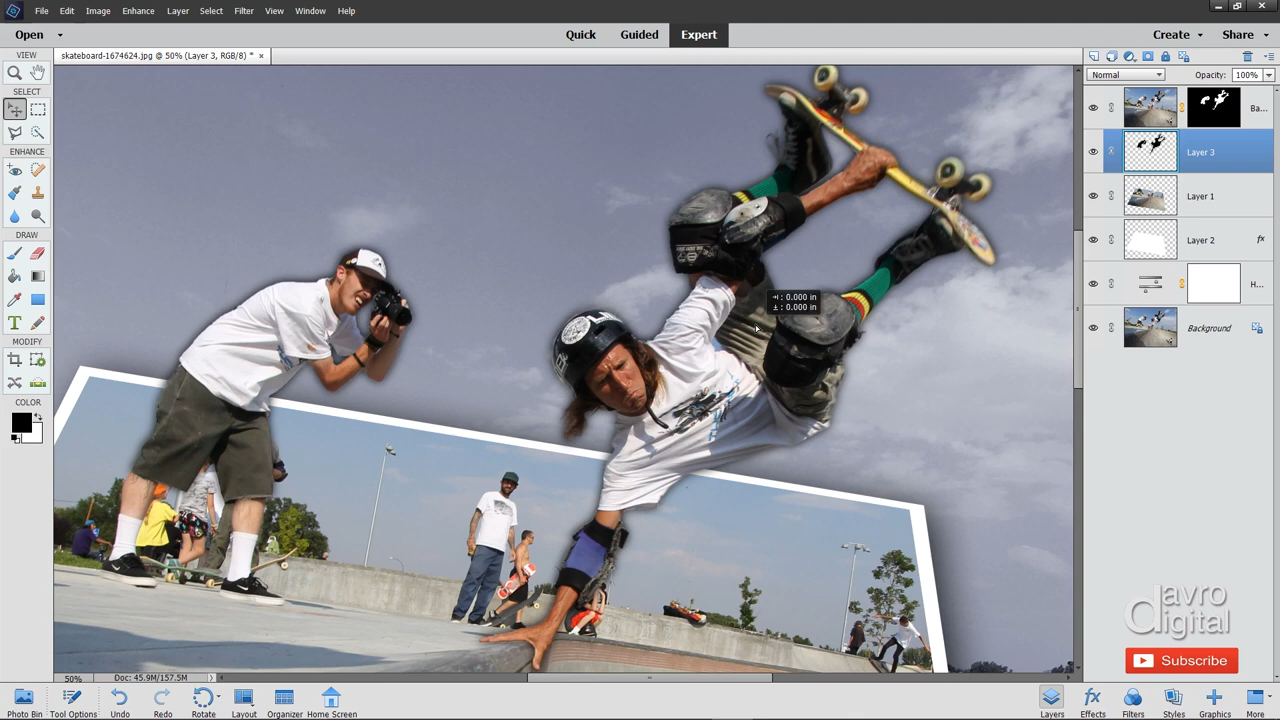 File Edit Image Enhance Layer Select Filter View Window Help
Open Quick Guided Expert Create Share
VIEW
skateboard-1674624.jpg @ 50% (Layer 3, RGB/8) * ×
Normal Opacity: 100%
SELECT
Ba...
ENHANCE
Layer 3
Layer 1
DRAW
Layer 2 fx
H...
→|: 0.000 in
±: 0.000 in
Background
MODIFY
COLOR
davro
digital
Subscribe
50% Doc: 45.9M/157.5M
Photo Bin Tool Options Undo Redo Rotate Layout Organizer Home Screen Layers Effects Filters Styles Graphics More